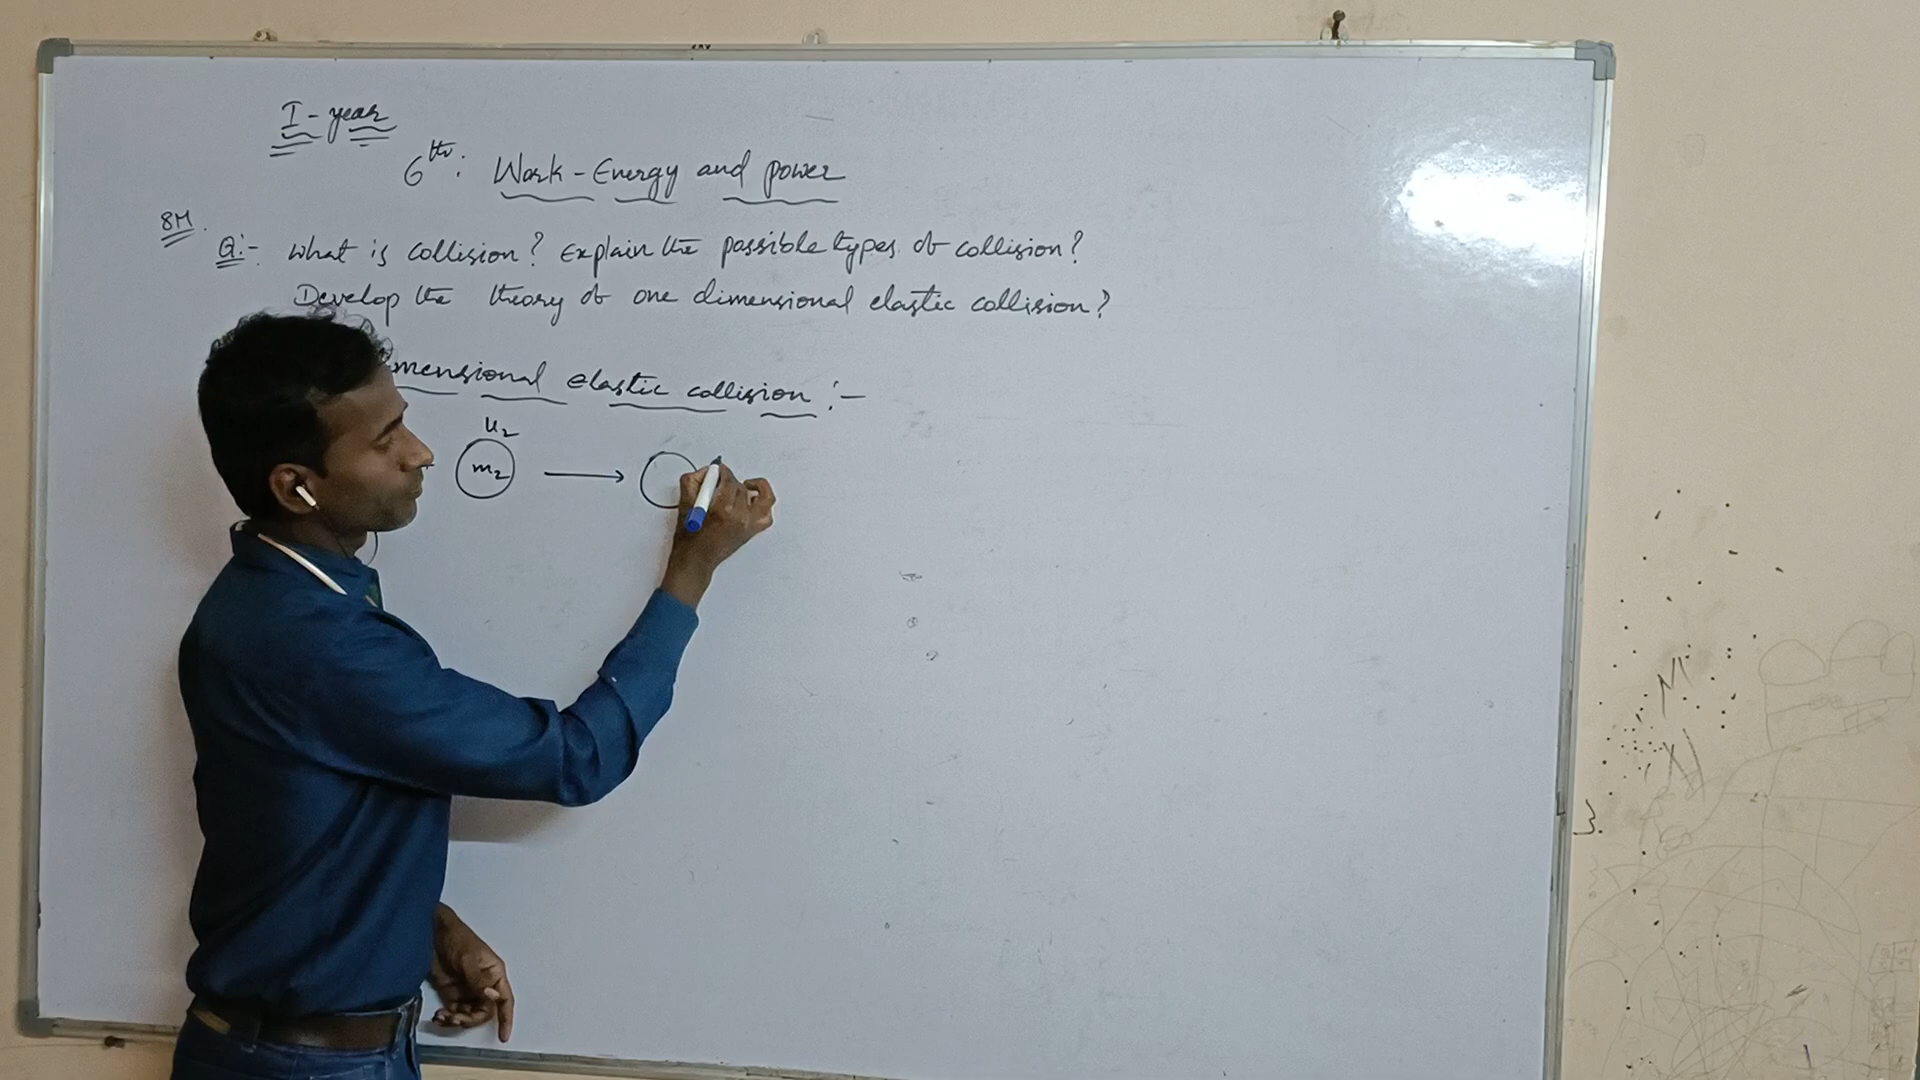 I - year
6th: Work - Energy and power
8M.
Q:- What is collision? Explain the possible types of collision?
Develop the theory of one dimensional elastic collision?
mensional elastic collision :-
u2
m2